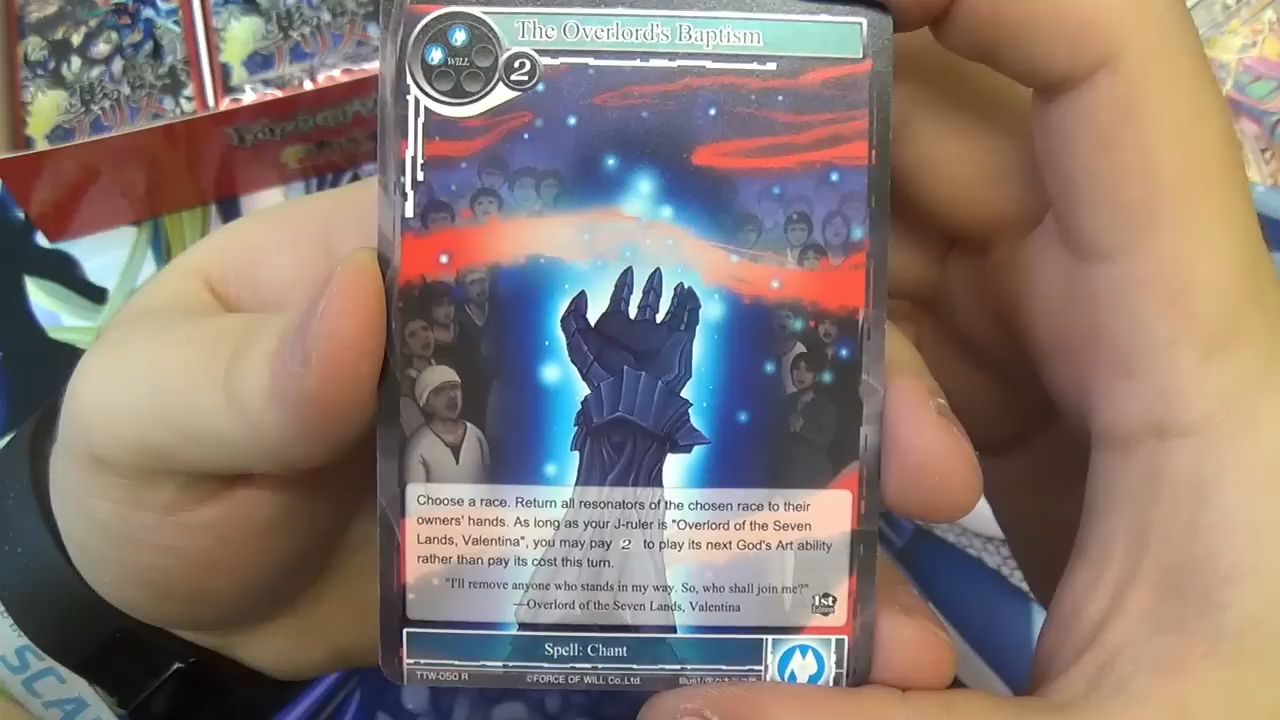 The Overlord's Baptism
WILL
2
Choose a race. Return all resonators of the chosen race to their
owners' hands. As long as your J-ruler is "Overlord of the Seven
Lands, Valentina", you may pay 2 to play its next God's Art ability
rather than pay its cost this turn.
"I'll remove anyone who stands in my way. So, who shall join me?"
—Overlord of the Seven Lands, Valentina
1st
Edition
Spell: Chant
TTW-050 R
©FORCE OF WILL Co.,Ltd.
Illust/
SCA